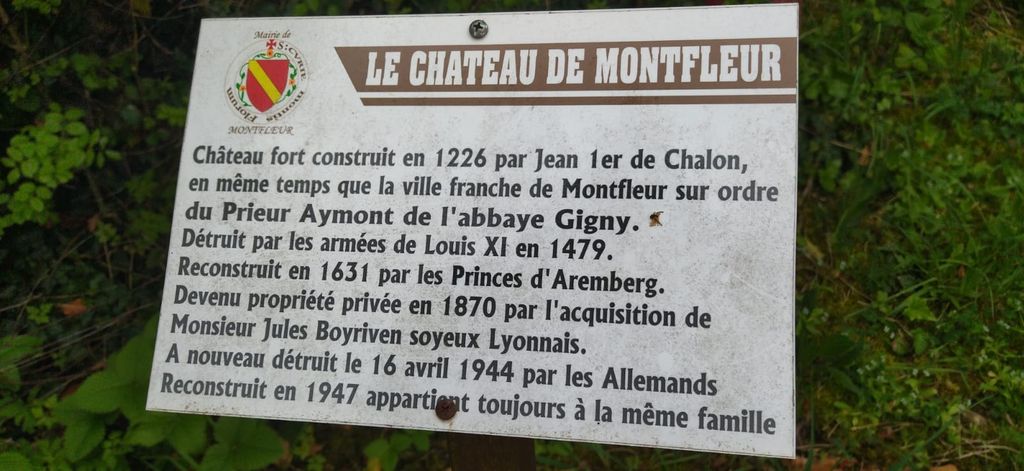 Mairie de
St CYRIE
Floruim
MONTFLEUR
LE CHATEAU DE MONTFLEUR
Château fort construit en 1226 par Jean 1er de Chalon,
en même temps que la ville franche de Montfleur sur ordre
du Prieur Aymont de l'abbaye Gigny.
Détruit par les armées de Louis XI en 1479.
Reconstruit en 1631 par les Princes d'Aremberg.
Devenu propriété privée en 1870 par l'acquisition de
Monsieur Jules Boyriven soyeux Lyonnais.
A nouveau détruit le 16 avril 1944 par les Allemands
Reconstruit en 1947 appartient toujours à la même famille